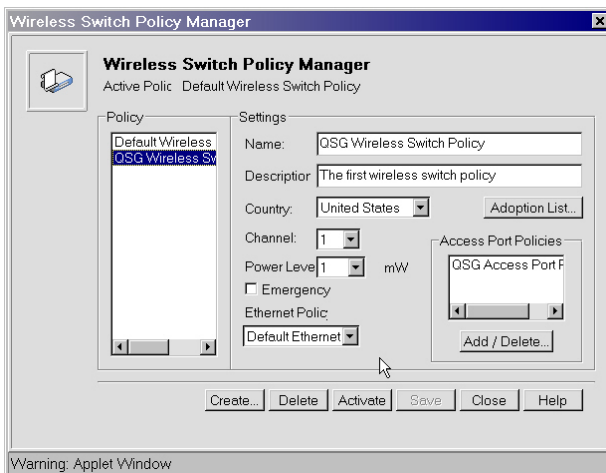 Wireless Switch Policy Manager
Wireless Switch Policy Manager
Active Polic Default Wireless Switch Policy
Policy
Default Wireless
QSG Wireless Sw
Settings
Name: QSG Wireless Switch Policy
Descriptior The first wireless switch policy
Country: United States Adoption List...
Channel: 1
Power Leve 1 mW
Emergency
Ethernet Polic
Default Ethernet
Access Port Policies
QSG Access Port P
Add / Delete...
Create... Delete Activate Save Close Help
Warning: Applet Window